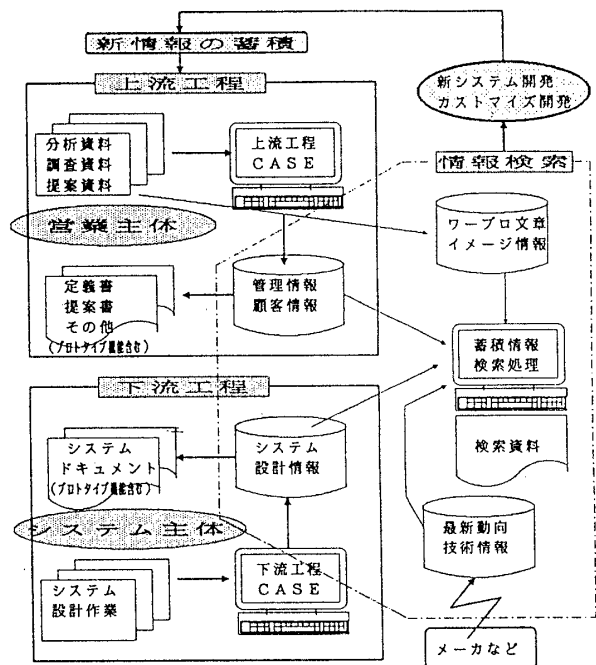 新情報の蓄積
上流工程
新システム開発
カスタマイズ開発
分析資料
調査資料
提案資料
上流工程
CASE
情報検索
営業主体
ワープロ文章
イメージ情報
定義書
提案書
その他
(プロトタイプ機能含む)
管理情報
顧客情報
蓄積情報
検索処理
下流工程
システム
ドキュメント
(プロトタイプ機能含む)
システム
設計情報
検索資料
システム主体
最新動向
技術情報
システム
設計作業
下流工程
CASE
メーカなど